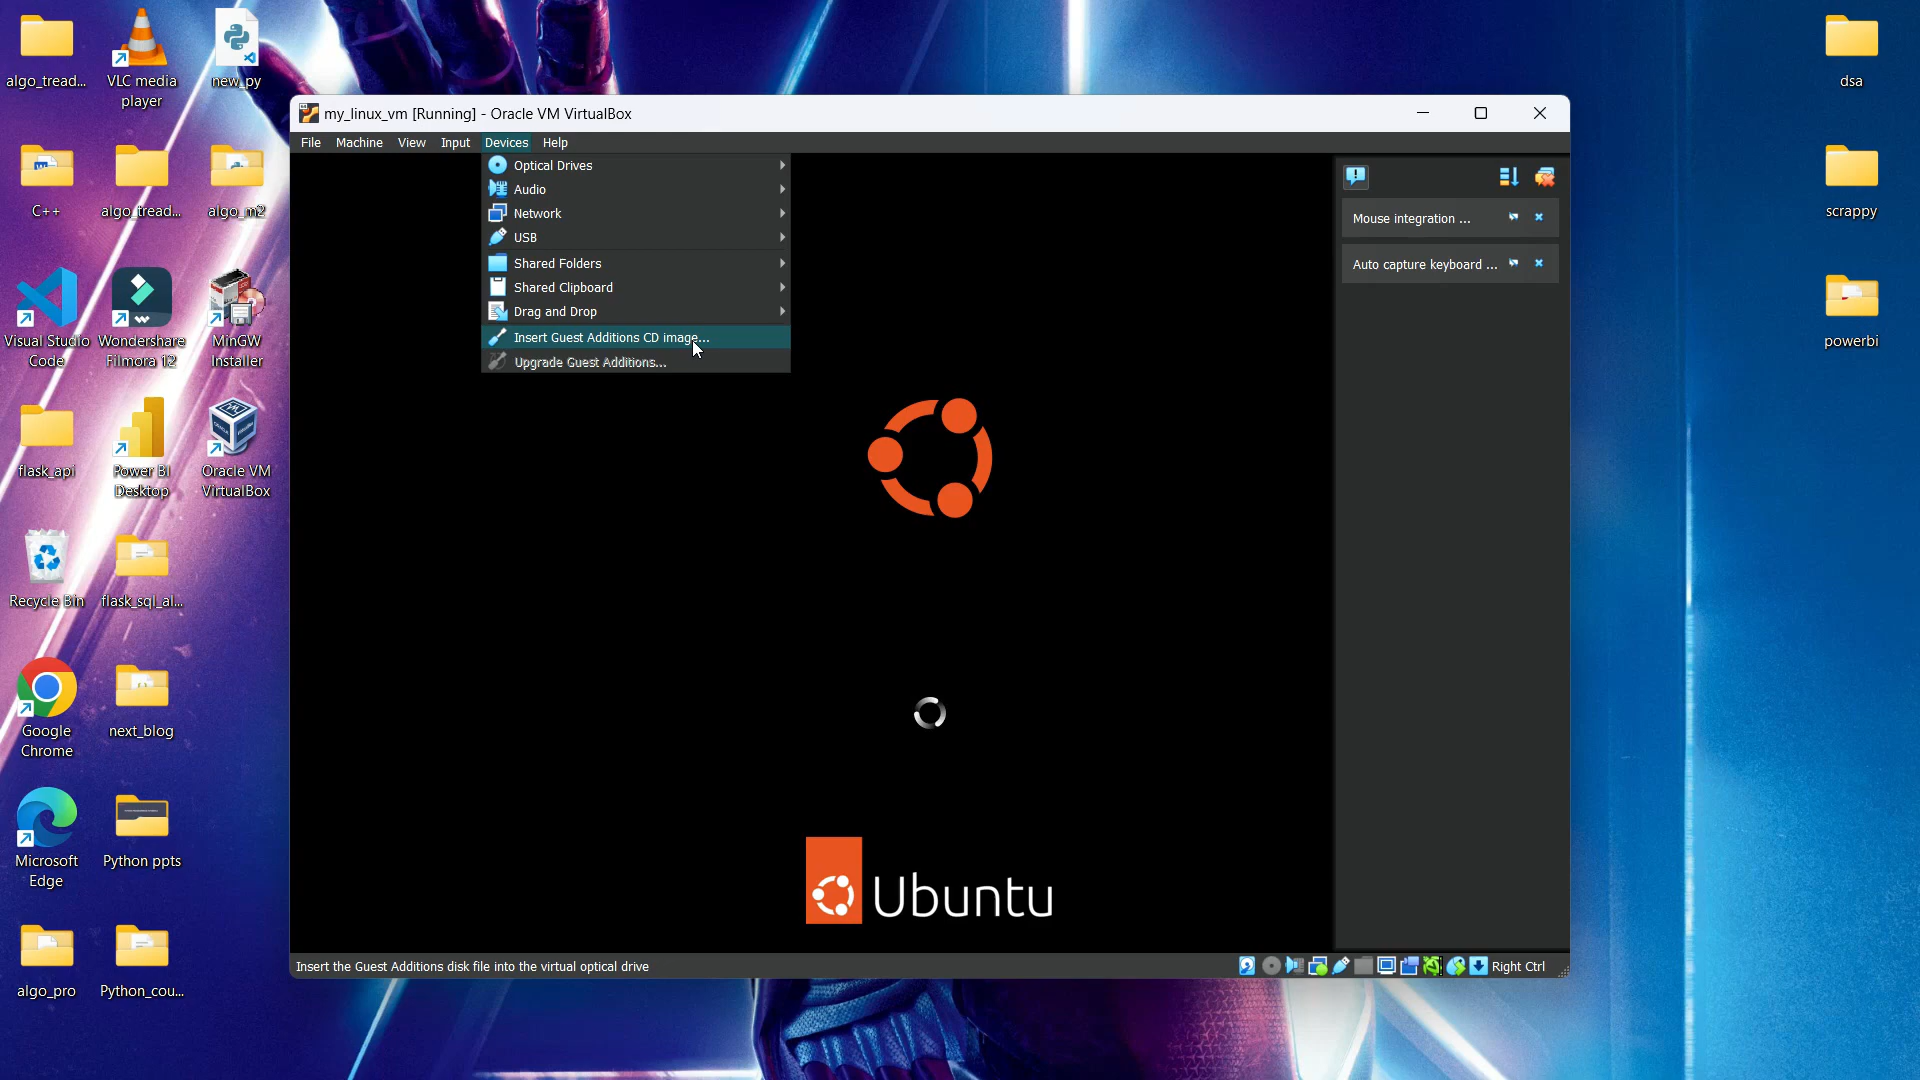 algo_tread...
VLC media
player
new_py
C++
algo_tread...
algo_m2
Visual Studio
Code
Wondershare
Filmora 12
MinGW
Installer
flask_api
Power BI
Desktop
Oracle VM
VirtualBox
Recycle Bin
flask_sql_al...
Google
Chrome
next_blog
Microsoft
Edge
Python ppts
algo_pro
Python_cou...
my_linux_vm [Running] - Oracle VM VirtualBox
File Machine View Input Devices Help
Optical Drives
Audio
Network
USB
Shared Folders
Shared Clipboard
Drag and Drop
Insert Guest Additions CD image...
Upgrade Guest Additions...
Mouse integration ...
Auto capture keyboard ...
Ubuntu
Insert the Guest Additions disk file into the virtual optical drive
Right Ctrl
dsa
scrappy
powerbi